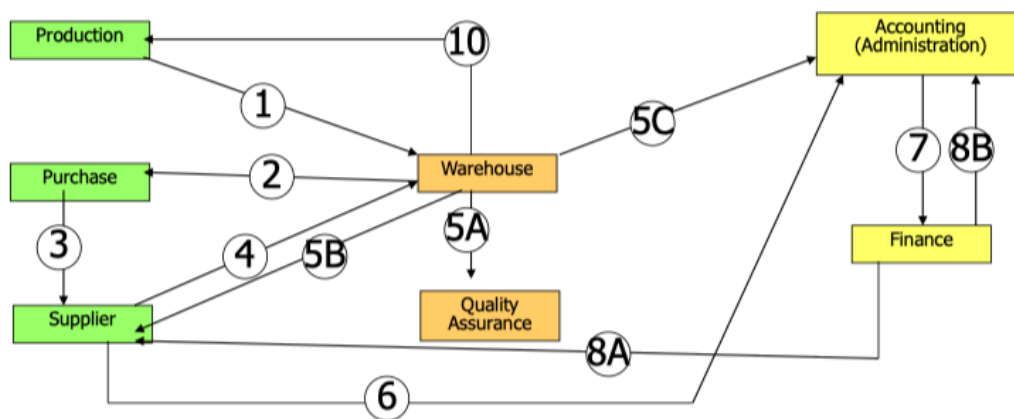 Production
10
Accounting
(Administration)
1
5C
Purchase
2
Warehouse
7
8B
3
4
5B
5A
Finance
Supplier
Quality
Assurance
8A
6